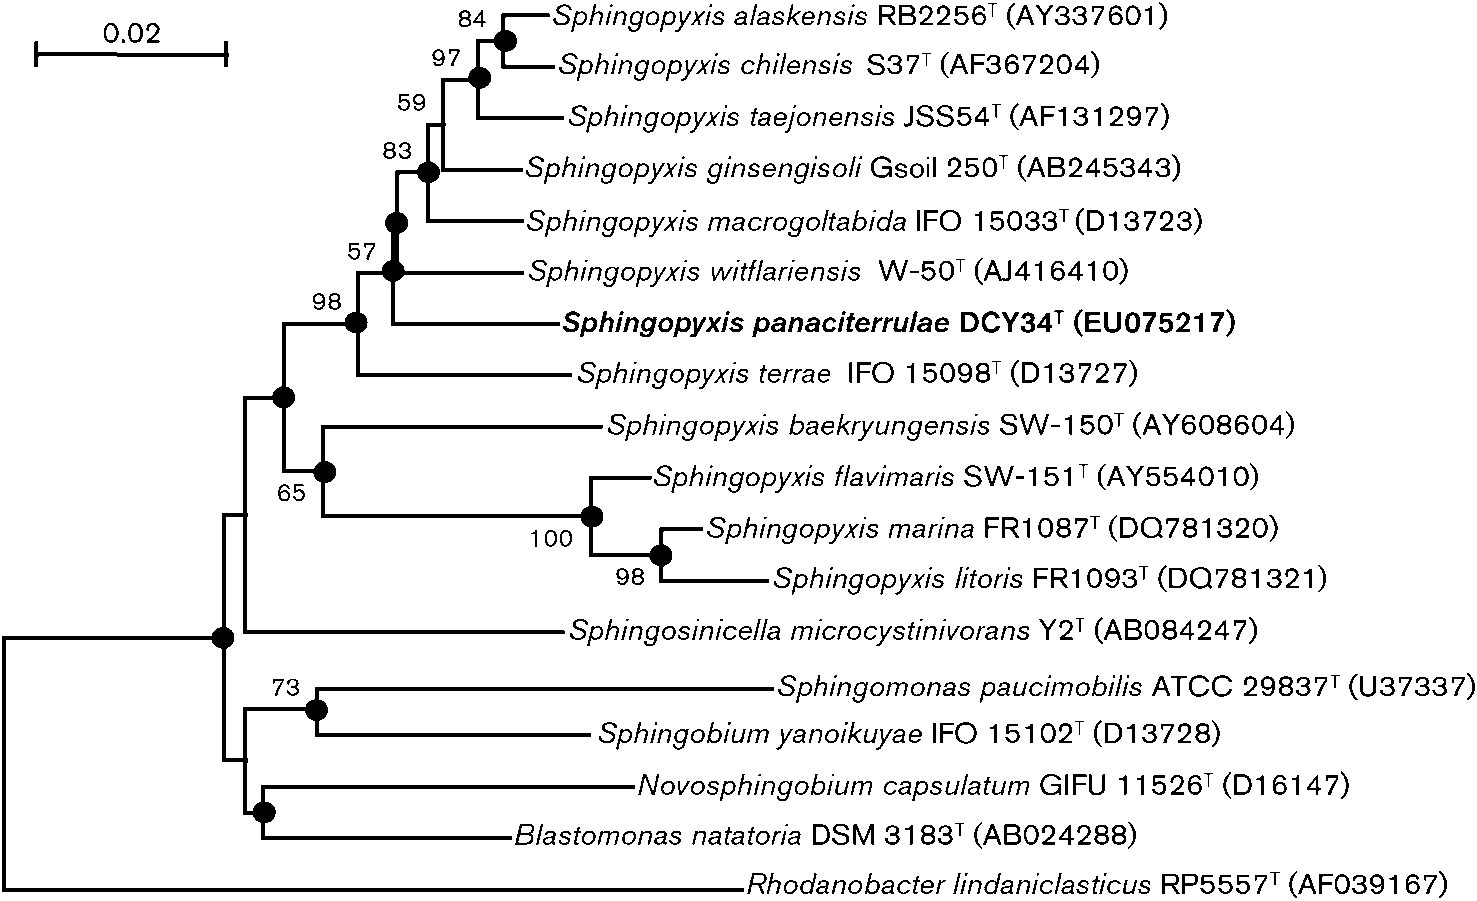 84 Sphingopyxis alaskensis RB2256ᵀ (AY337601)
0.02
97 Sphingopyxis chilensis S37ᵀ (AF367204)
59 Sphingopyxis taejonensis JSS54ᵀ (AF131297)
83 Sphingopyxis ginsengisoli Gsoil 250ᵀ (AB245343)
Sphingopyxis macrogoltabida IFO 15033ᵀ (D13723)
57 Sphingopyxis witflariensis W-50ᵀ (AJ416410)
98 Sphingopyxis panaciterrulae DCY34ᵀ (EU075217)
Sphingopyxis terrae IFO 15098ᵀ (D13727)
Sphingopyxis baekryungensis SW-150ᵀ (AY608604)
65 Sphingopyxis flavimaris SW-151ᵀ (AY554010)
100 Sphingopyxis marina FR1087ᵀ (DQ781320)
98 Sphingopyxis litoris FR1093ᵀ (DQ781321)
Sphingosinicella microcystinivorans Y2ᵀ (AB084247)
73 Sphingomonas paucimobilis ATCC 29837ᵀ (U37337)
Sphingobium yanoikuyae IFO 15102ᵀ (D13728)
Novosphingobium capsulatum GIFU 11526ᵀ (D16147)
Blastomonas natatoria DSM 3183ᵀ (AB024288)
Rhodanobacter lindaniclasticus RP5557ᵀ (AF039167)